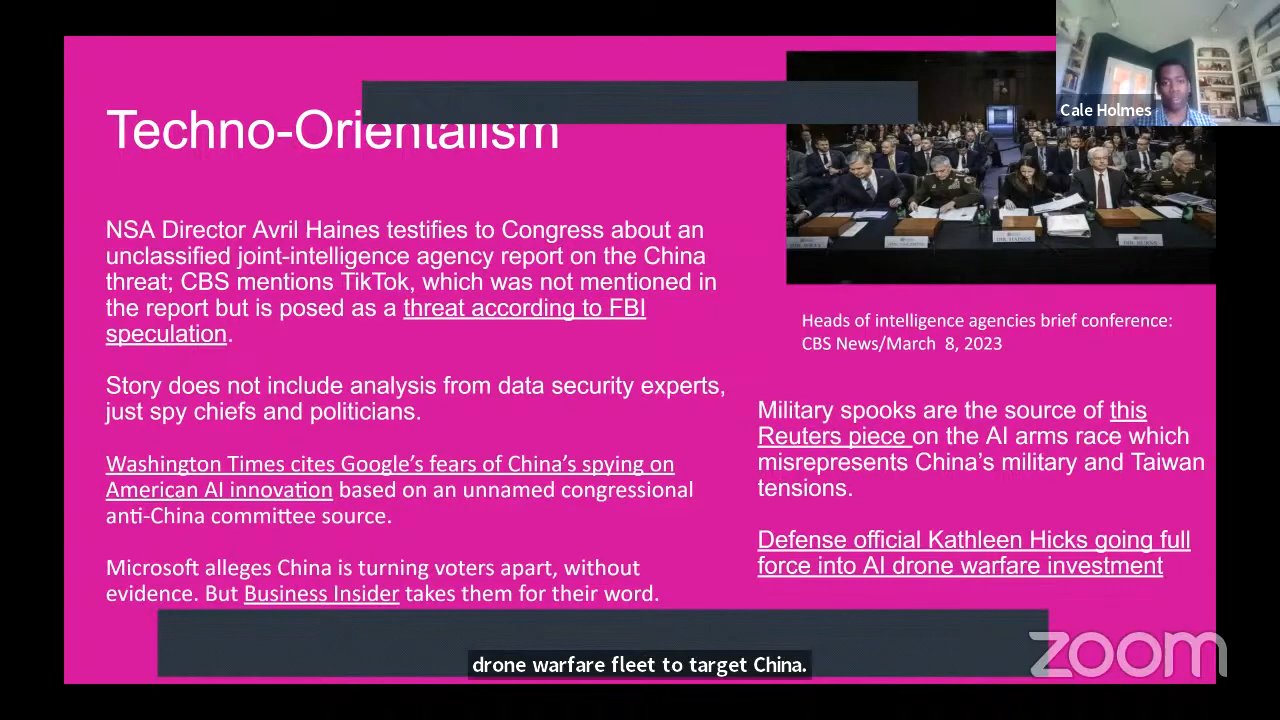 Techno-Orientalism
Cale Holmes
NSA Director Avril Haines testifies to Congress about an
unclassified joint-intelligence agency report on the China
threat; CBS mentions TikTok, which was not mentioned in
the report but is posed as a threat according to FBI
speculation.
Story does not include analysis from data security experts,
just spy chiefs and politicians.
Washington Times cites Google's fears of China's spying on
American AI innovation based on an unnamed congressional
anti-China committee source.
Microsoft alleges China is turning voters apart, without
evidence. But Business Insider takes them for their word.
Heads of intelligence agencies brief conference:
CBS News/March 8, 2023
Military spooks are the source of this
Reuters piece on the AI arms race which
misrepresents China's military and Taiwan
tensions.
Defense official Kathleen Hicks going full
force into AI drone warfare investment
drone warfare fleet to target China.
zoom